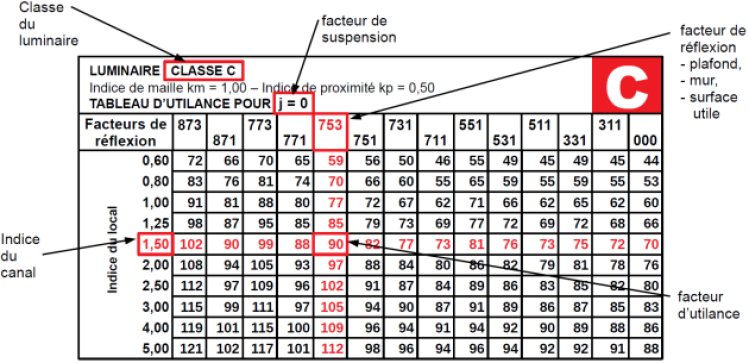 Classe
du
luminaire
facteur de
suspension
facteur de
réflexion
- plafond,
- mur,
- surface
utile
LUMINAIRE CLASSE C
Indice de maille km = 1,00 – Indice de proximité kp = 0,50
TABLEAU D'UTILANCE POUR j = 0
C
Facteurs de réflexion 873 871 773 771 753 751 731 711 551 531 511 331 311 000
Indice du local
0,60 72 66 70 65 59 56 50 46 55 49 45 49 45 44
0,80 83 76 81 74 70 66 60 55 65 59 55 59 55 53
1,00 91 81 88 80 77 72 67 62 71 66 62 65 62 60
1,25 98 87 95 85 85 79 73 69 77 72 69 72 68 66
1,50 102 90 99 88 90 82 77 73 81 76 73 75 72 70
2,00 108 94 105 93 97 88 84 80 86 82 79 81 78 76
2,50 112 97 109 96 102 91 87 84 89 86 83 85 82 80
3,00 115 99 111 97 105 94 90 87 91 89 86 87 85 83
4,00 119 101 115 100 109 96 94 91 94 92 90 89 88 86
5,00 121 102 117 101 112 98 96 94 96 94 92 92 91 88
Indice
du
canal
facteur
d'utilance